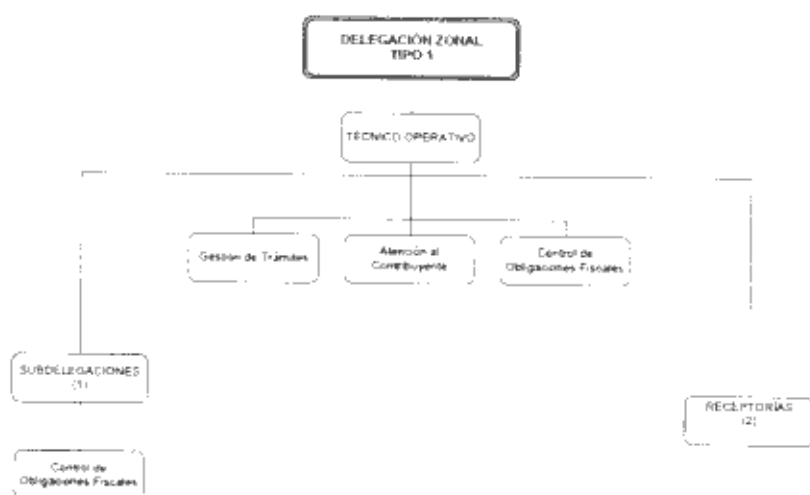 DELEGACIÓN ZONAL
TIPO 1
TÉCNICO OPERATIVO
Gestión de Trámites
Atención al
Contribuyente
Control de
Obligaciones Fiscales
SUBDELEGACIONES
(1)
RECEPTORÍAS
(2)
Control de
Obligaciones Fiscales